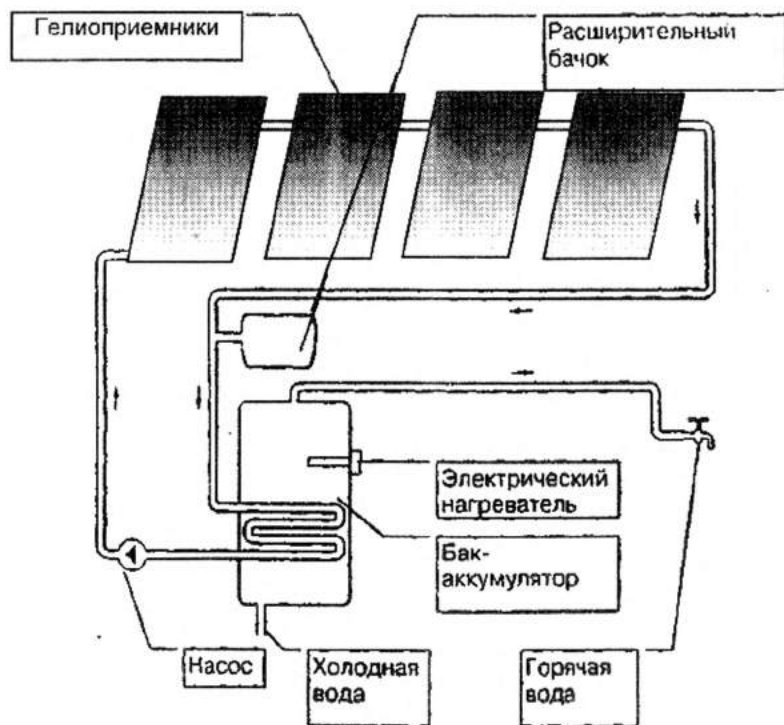 Гелиоприемники
Расширительный
бачок
Электрический
нагреватель
Бак-
аккумулятор
Насос
Холодная
вода
Горячая
вода